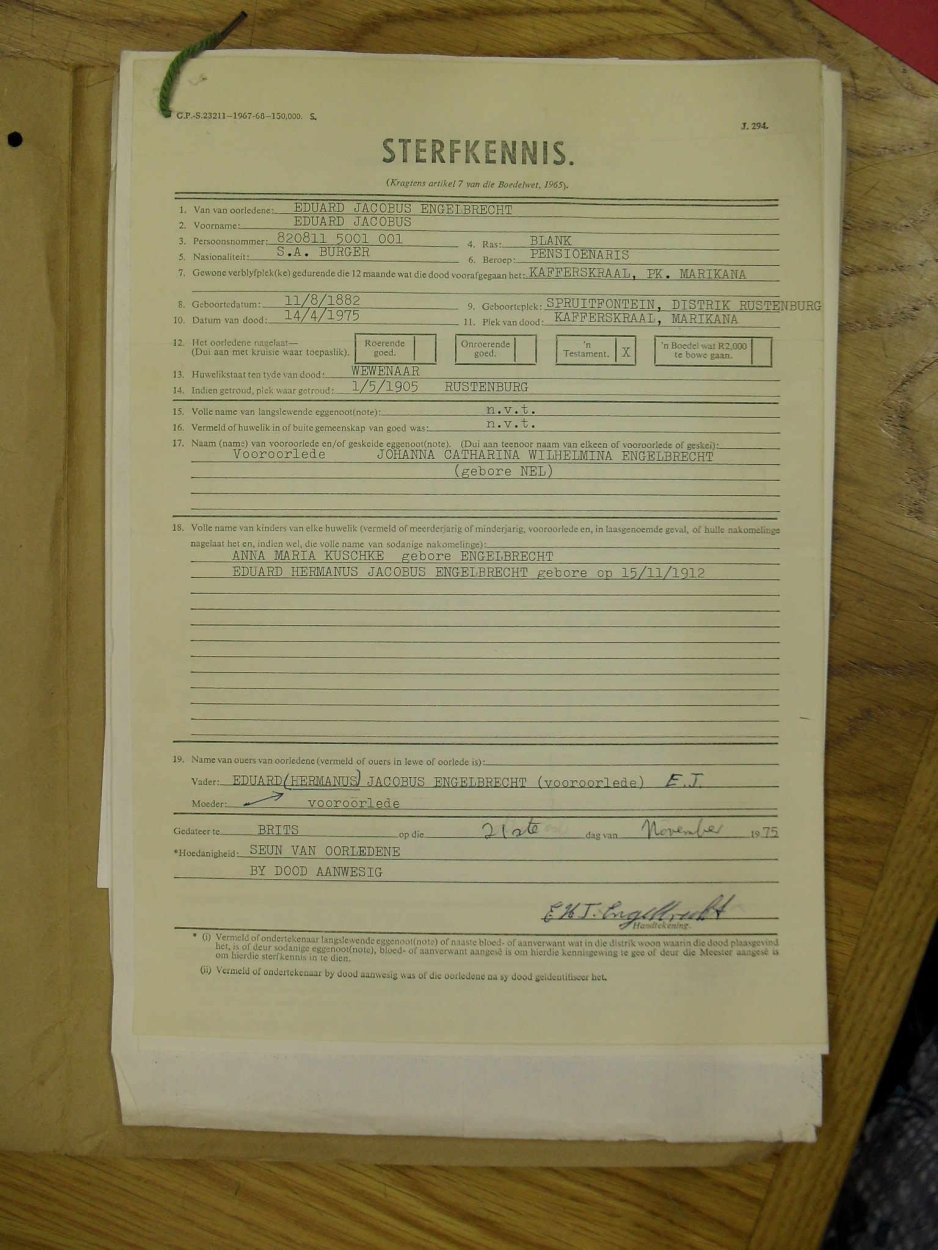 G.P.-S.23211—1967-68—150,000. S.
J. 294.
STERFKENNIS.
(Kragtens artikel 7 van die Boedelwet, 1965).
1. Van van oorledene: EDUARD JACOBUS ENGELBRECHT
2. Voorname: EDUARD JACOBUS
3. Persoonsnommer: 820811 5001 001 4. Ras: BLANK
5. Nasionaliteit: S.A. BURGER 6. Beroep: PENSIOENARIS
7. Gewone verblyfplek(ke) gedurende die 12 maande wat die dood voorafgegaan het: KAFFERSKRAAL, PK. MARIKANA
8. Geboortedatum: 11/8/1882 9. Geboorteplek: SPRUITFONTEIN, DISTRIK RUSTENBURG
10. Datum van dood: 14/4/1975 11. Plek van dood: KAFFERSKRAAL, MARIKANA
12. Het oorledene nagelaat— Roerende Onroerende 'n 'n Boedel wat R2,000
(Dui aan met kruisie waar toepaslik). goed. goed. Testament. X te bowe gaan.
13. Huwelikstaat ten tyde van dood: WEWENAAR
14. Indien getroud, plek waar getroud: 1/5/1905 RUSTENBURG
15. Volle name van langslewende eggenoot(note): n.v.t.
16. Vermeld of huwelik in of buite gemeenskap van goed was: n.v.t.
17. Naam (name) van vooroorlede en/of geskeide eggenoot(note). (Dui aan teenoor naam van elkeen of vooroorlede of geskei):
Vooroorlede JOHANNA CATHARINA WILHELMINA ENGELBRECHT
(gebore NEL)
18. Volle name van kinders van elke huwelik (vermeld of meerderjarig of minderjarig, vooroorlede en, in laasgenoemde geval, of hulle nakomelinge
nagelaat het en, indien wel, die volle name van sodanige nakomelinge):
ANNA MARIA KUSCHKE gebore ENGELBRECHT
EDUARD HERMANUS JACOBUS ENGELBRECHT gebore op 15/11/1912
19. Name van ouers van oorledene (vermeld of ouers in lewe of oorlede is):
Vader: EDUARD (HERMANUS) JACOBUS ENGELBRECHT (vooroorlede) E.J
Moeder: vooroorlede
Gedateer te BRITS op die 21ste dag van November 1975
*Hoedanigheid: SEUN VAN OORLEDENE
BY DOOD AANWESIG
E.H.J. Engelbrecht
Handtekening.
* (i) Vermeld of ondertekenaar langslewende eggenoot(note) of naaste bloed- of aanverwant wat in die distrik woon waarin die dood plaasgevind
het, is of deur sodanige eggenoot(note), bloed- of aanverwant aangesê is om hierdie kennisgewing te gee of deur die Meester aangesê is
om hierdie sterfkennis in te dien.
(ii) Vermeld of ondertekenaar by dood aanwesig was of die oorledene na sy dood geïdentifiseer het.